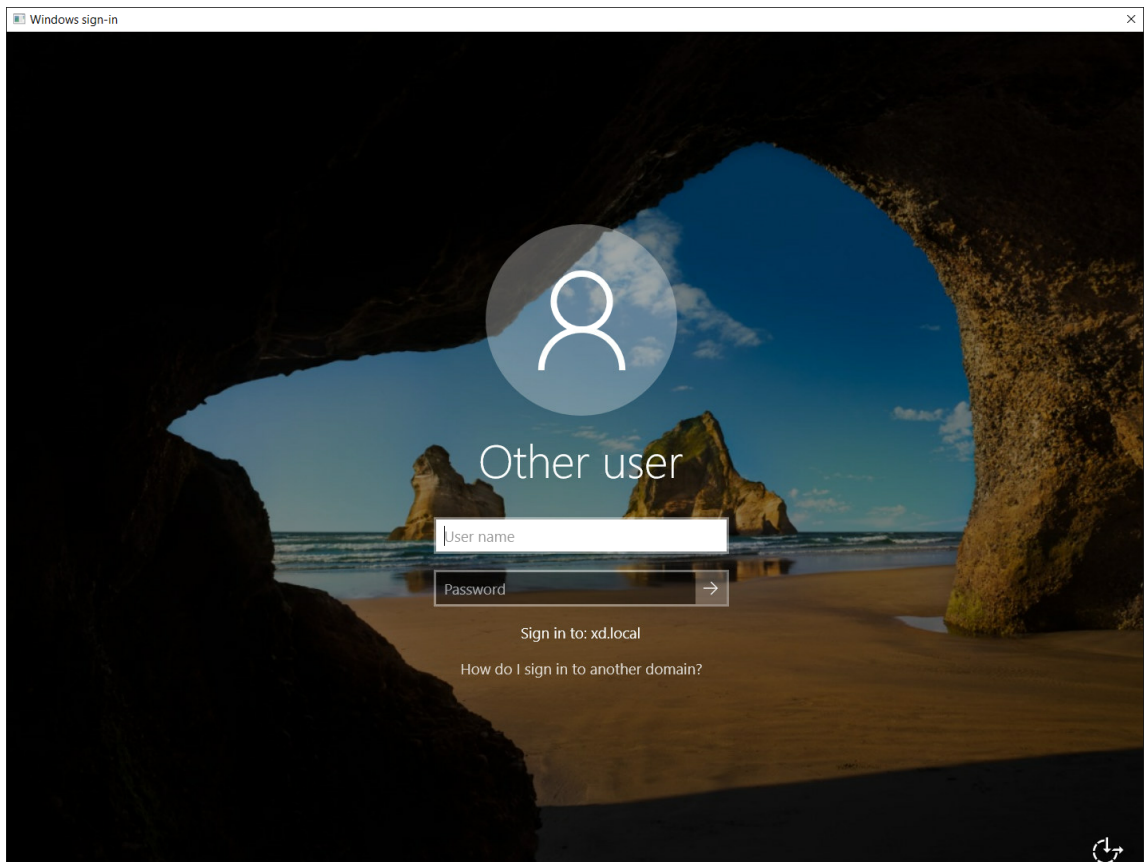 Windows sign-in
Other user
User name
Password
Sign in to: xd.local
How do I sign in to another domain?